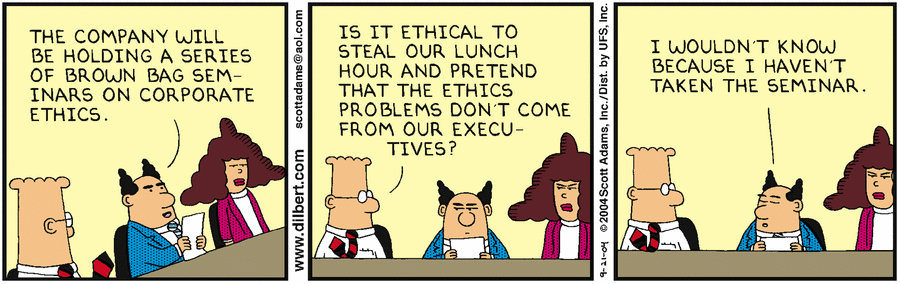 THE COMPANY WILL
BE HOLDING A SERIES
OF BROWN BAG SEM-
INARS ON CORPORATE
ETHICS.
www.dilbert.com
scottadams@aol.com
IS IT ETHICAL TO
STEAL OUR LUNCH
HOUR AND PRETEND
THAT THE ETHICS
PROBLEMS DON'T COME
FROM OUR EXECU-
TIVES?
9-21-04
©2004 Scott Adams, Inc./Dist. by UFS, Inc.
I WOULDN'T KNOW
BECAUSE I HAVEN'T
TAKEN THE SEMINAR.